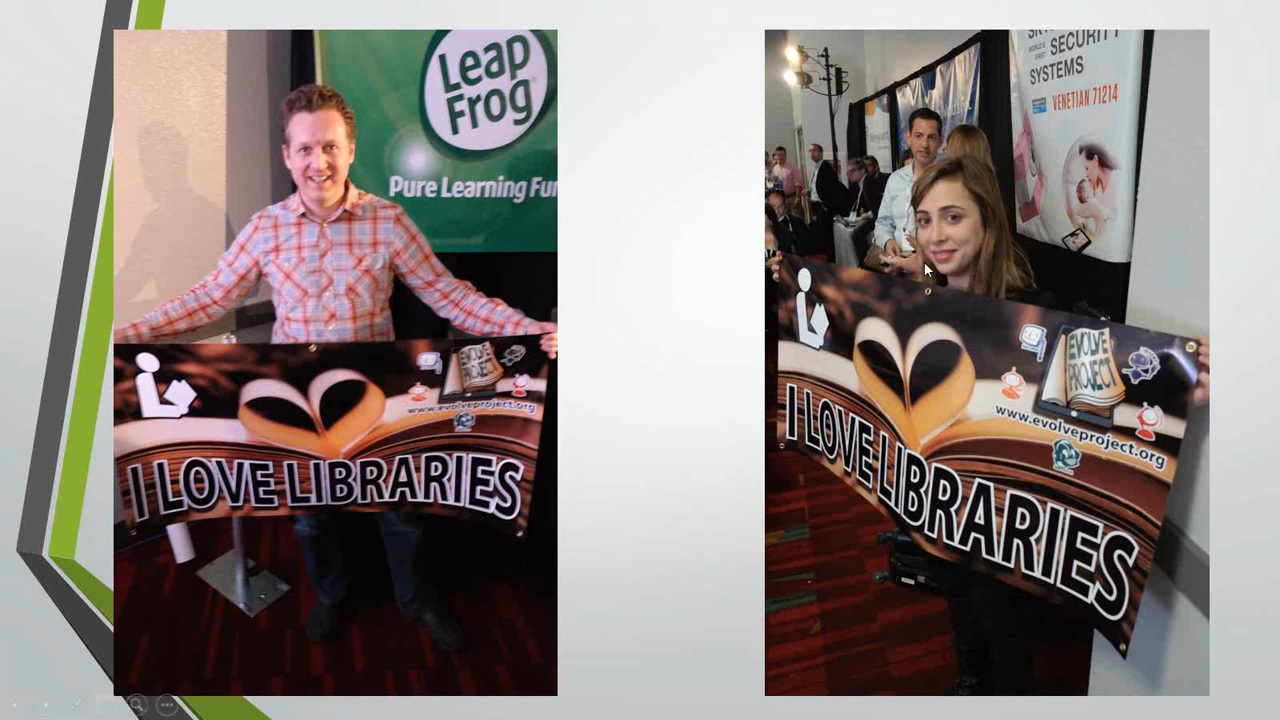 Leap
Frog
Pure Learning Fu
EVOLVE
PROJECT
www.evolveproject.org
I LOVE LIBRARIES
SECURITY
SYSTEMS
VENETIAN 71214
EVOLVE
PROJECT
www.evolveproject.org
I LOVE LIBRARIES